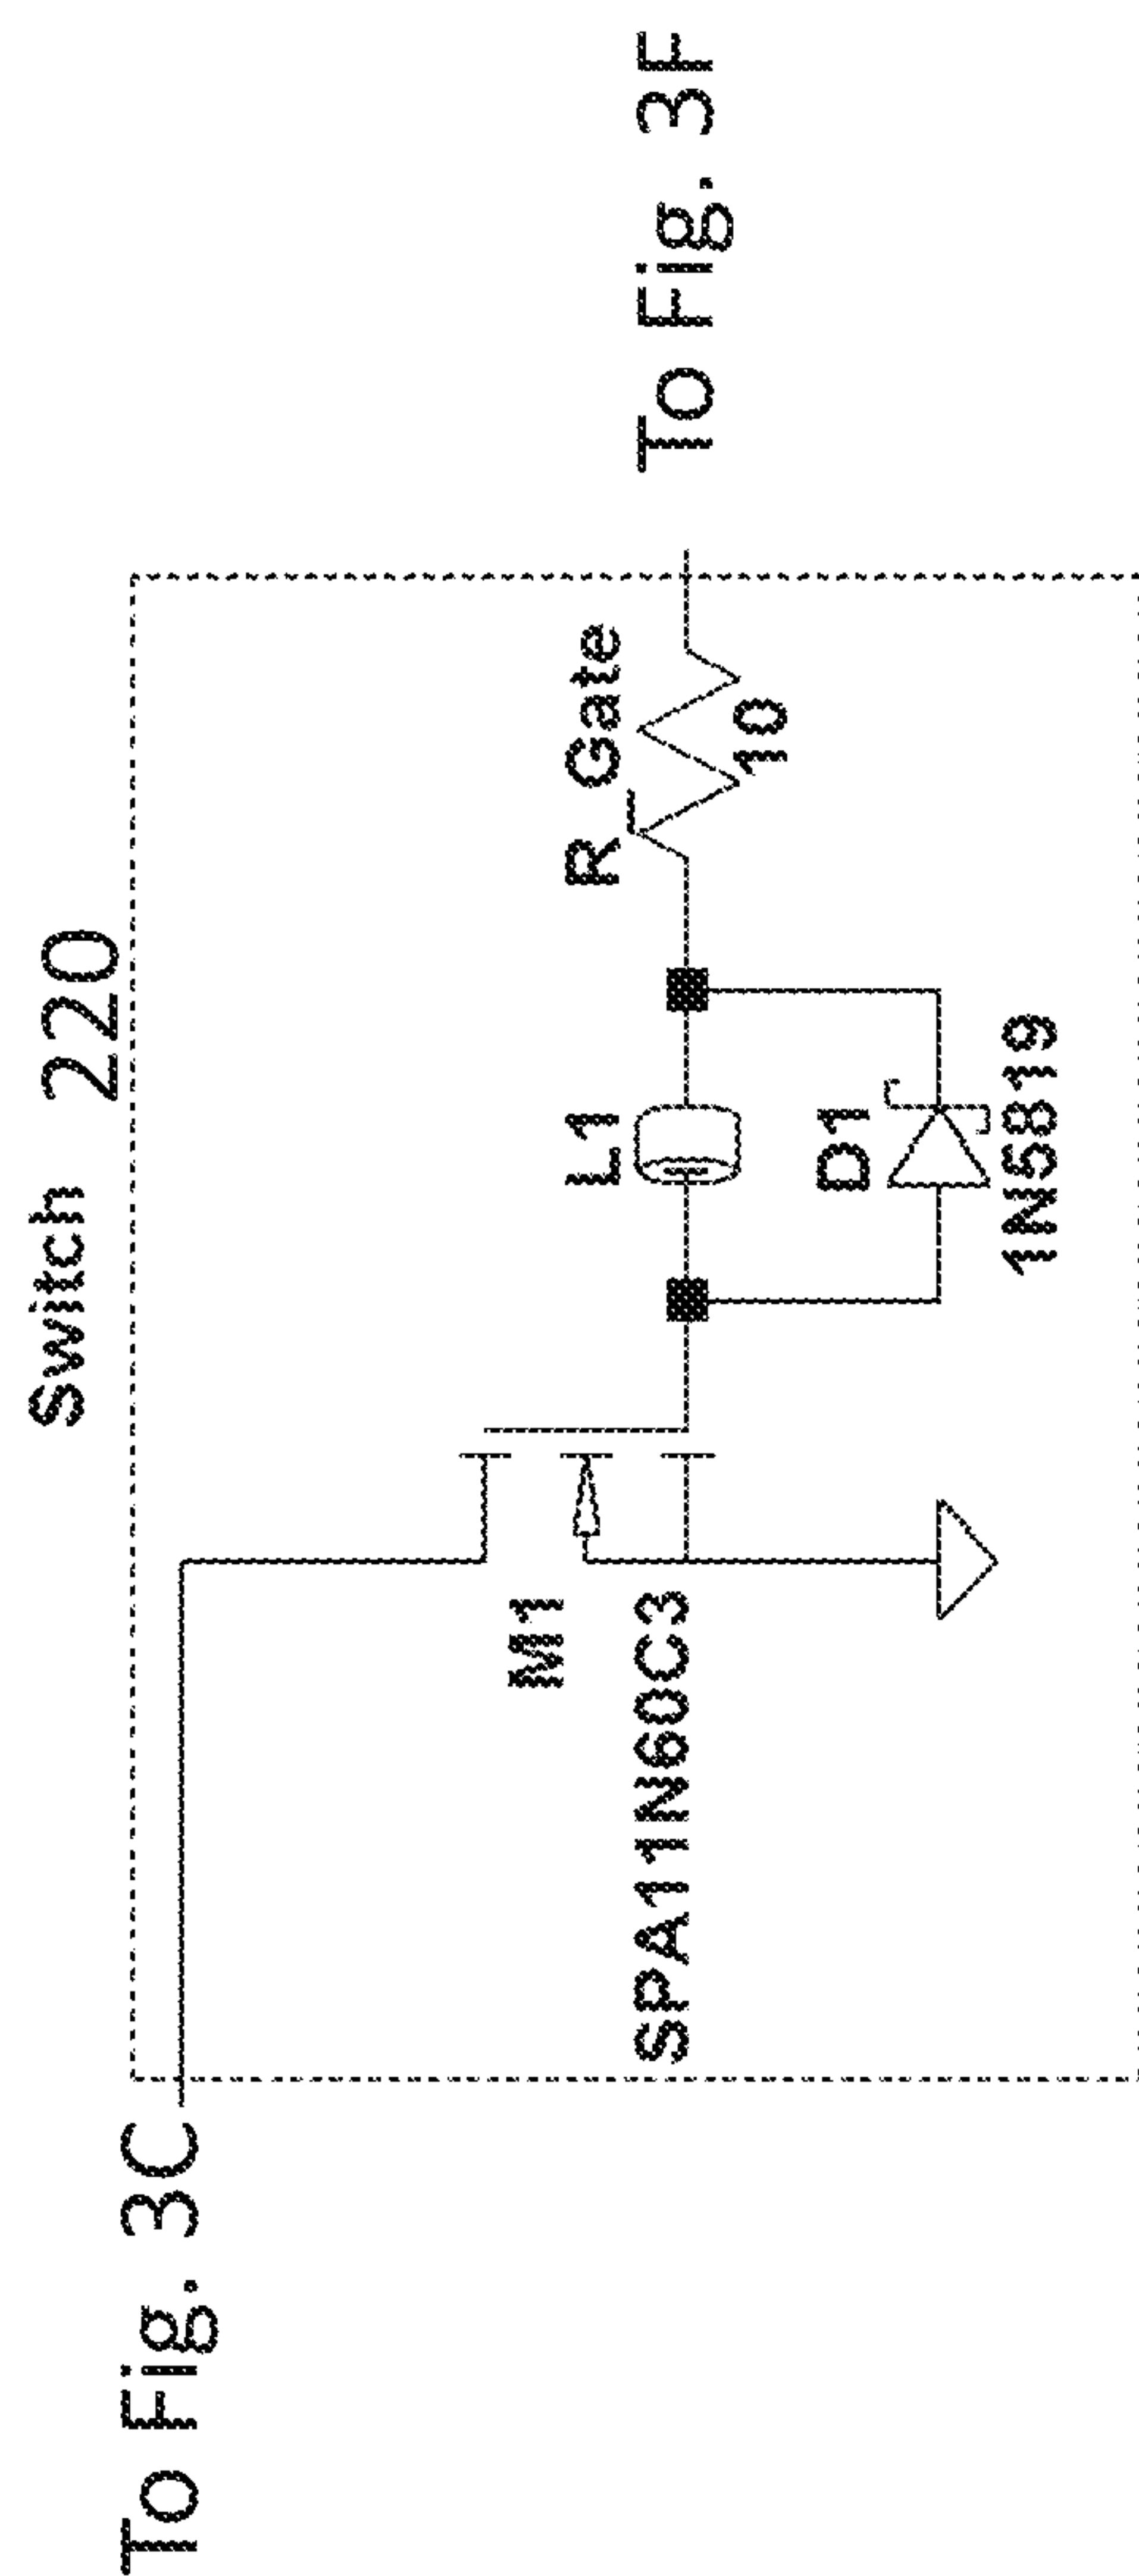 Switch 220
To Fig. 3C
M1
SPA11N60C3
L1
D1
1N5819
R_Gate
10
To Fig. 3F